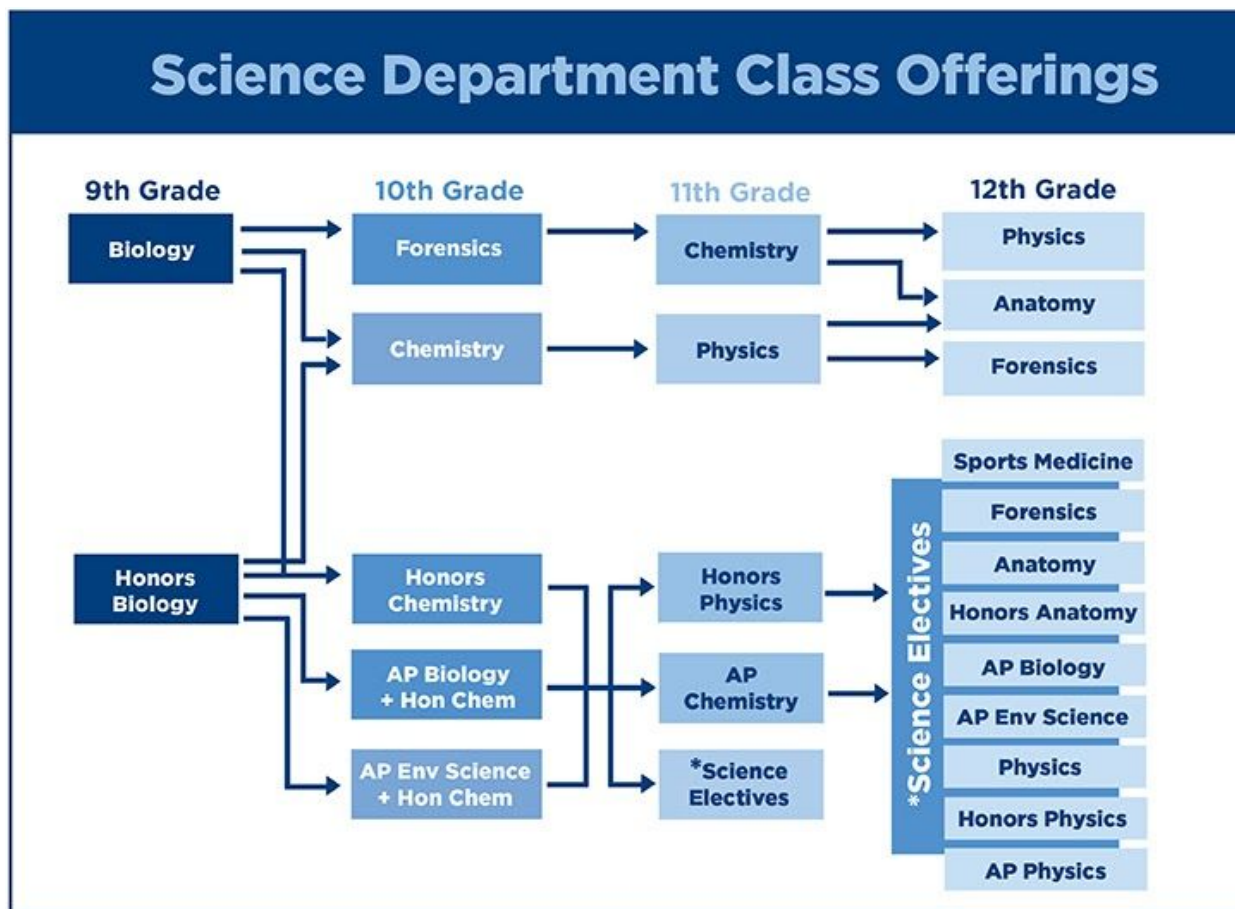 Science Department Class Offerings
9th Grade
10th Grade
11th Grade
12th Grade
Biology
Forensics
Chemistry
Physics
Anatomy
Chemistry
Physics
Forensics
Honors
Biology
Honors
Chemistry
AP Biology
+ Hon Chem
AP Env Science
+ Hon Chem
Honors
Physics
AP
Chemistry
*Science
Electives
*Science Electives
Sports Medicine
Forensics
Anatomy
Honors Anatomy
AP Biology
AP Env Science
Physics
Honors Physics
AP Physics